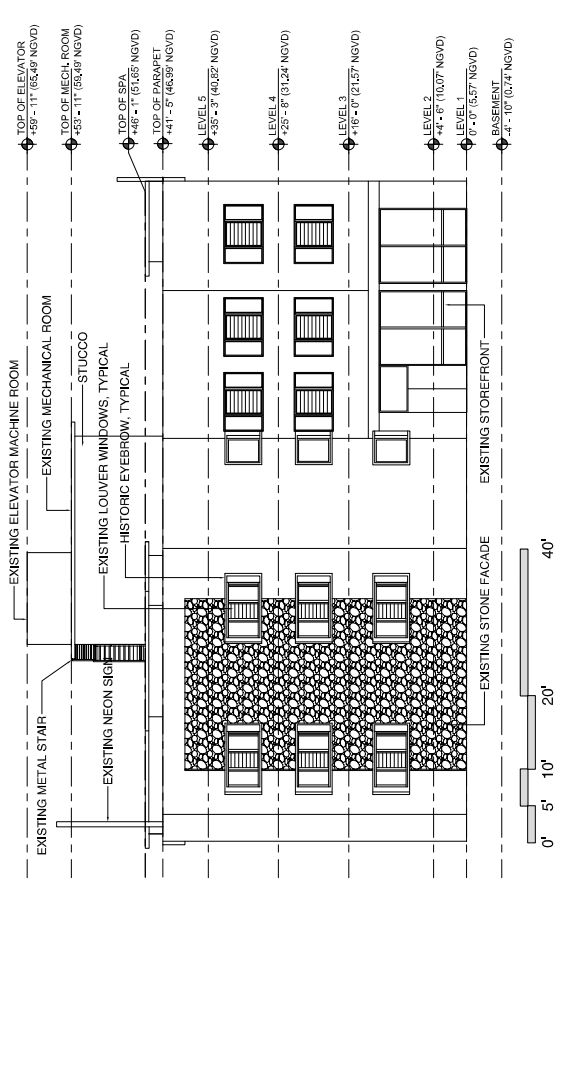 TOP OF ELEVATOR
+59' - 11" (65.49' NGVD)
TOP OF MECH. ROOM
+53' - 11" (59.49' NGVD)
TOP OF SPA
+46' - 1" (51.65' NGVD)
TOP OF PARAPET
+41' - 5" (46.99' NGVD)
LEVEL 5
+35' - 3" (40.82' NGVD)
LEVEL 4
+25' - 8" (31.24' NGVD)
LEVEL 3
+16' - 0" (21.57' NGVD)
LEVEL 2
+4' - 6" (10.07' NGVD)
LEVEL 1
0' - 0" (5.57' NGVD)
BASEMENT
-4' - 10" (0.74' NGVD)
EXISTING ELEVATOR MACHINE ROOM
EXISTING MECHANICAL ROOM
STUCCO
EXISTING LOUVER WINDOWS, TYPICAL
HISTORIC EYEBROW, TYPICAL
EXISTING METAL STAIR
EXISTING NEON SIGN
EXISTING STONE FACADE
EXISTING STOREFRONT
0' 5' 10' 20' 40'